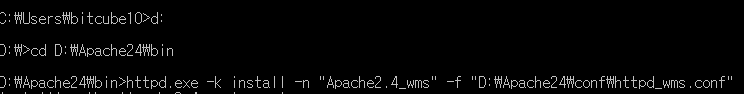 C:₩Users₩bitcube10>d:
D:₩>cd D:₩Apache24₩bin
D:₩Apache24₩bin>httpd.exe -k install -n "Apache2.4_wms" -f "D:₩Apache24₩conf₩httpd_wms.conf"